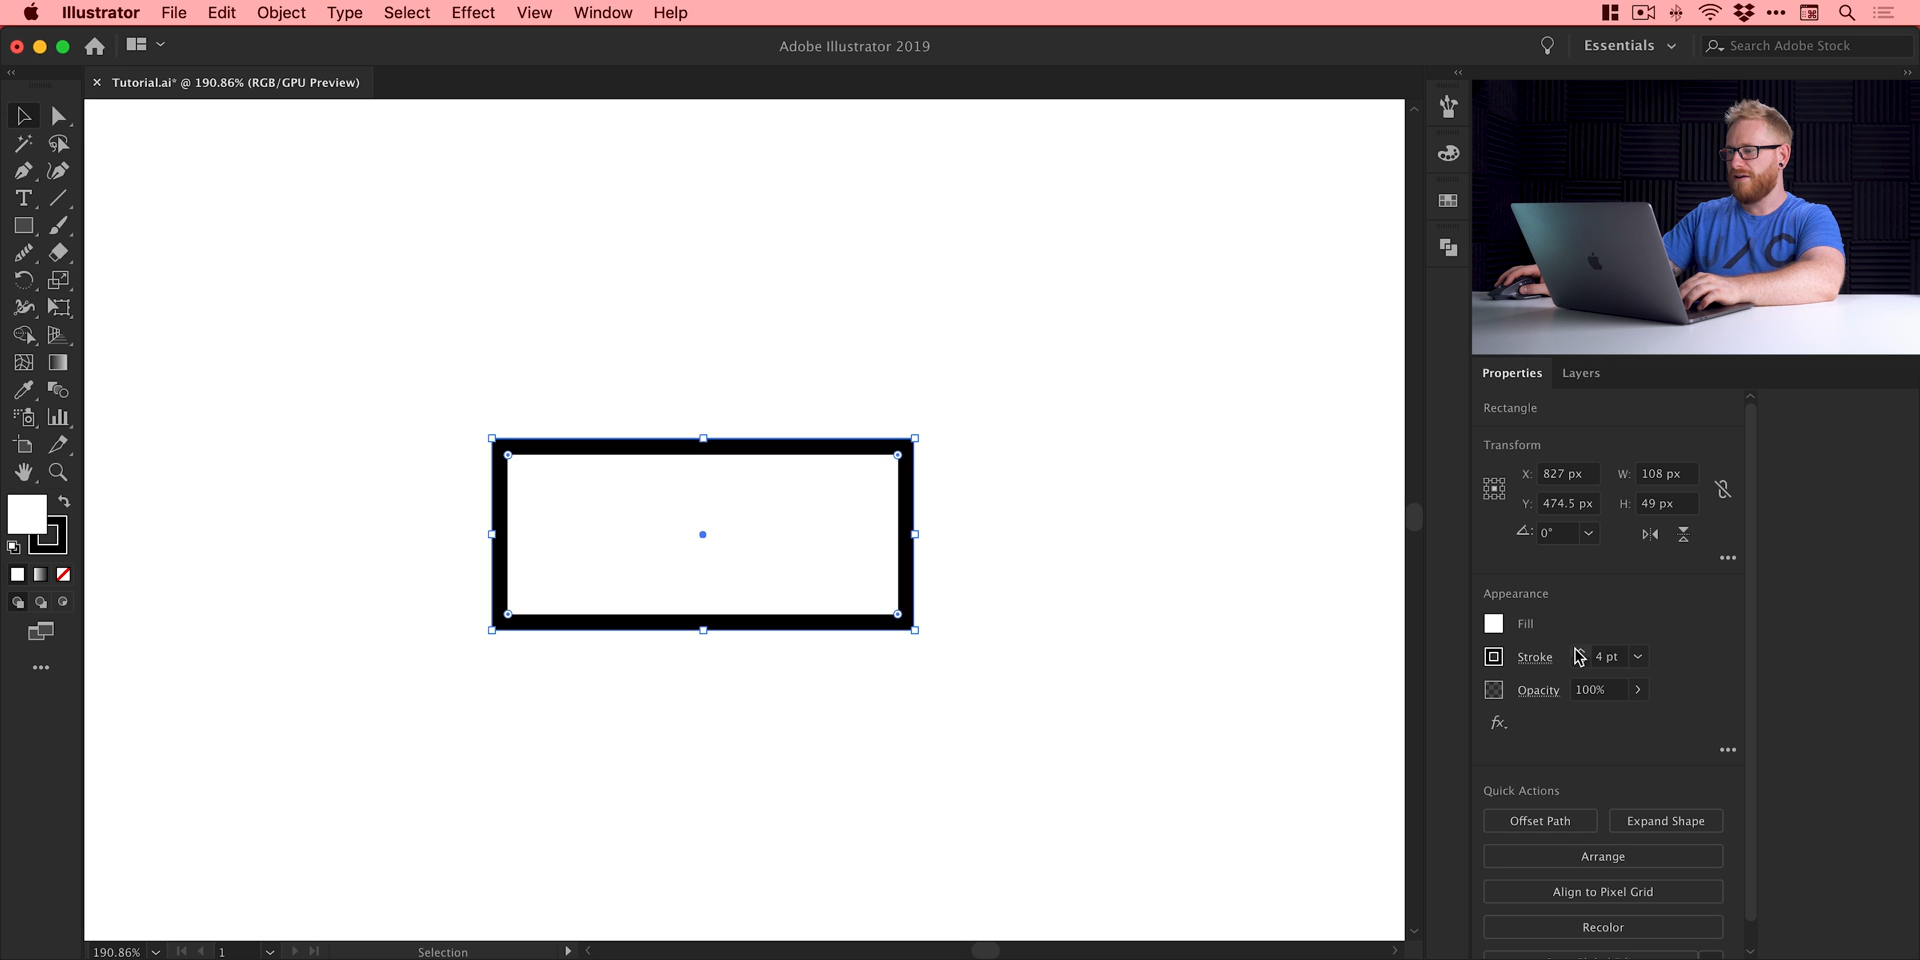 Illustrator File Edit Object Type Select Effect View Window Help
Adobe Illustrator 2019
Essentials
Search Adobe Stock
Tutorial.ai* @ 190.86% (RGB/GPU Preview)
Properties Layers
Rectangle
Transform
X: 827 px W: 108 px
Y: 474.5 px H: 49 px
0°
Appearance
Fill
Stroke 4 pt
Opacity 100%
fx.
Quick Actions
Offset Path Expand Shape
Arrange
Align to Pixel Grid
Recolor
190.86% 1 Selection